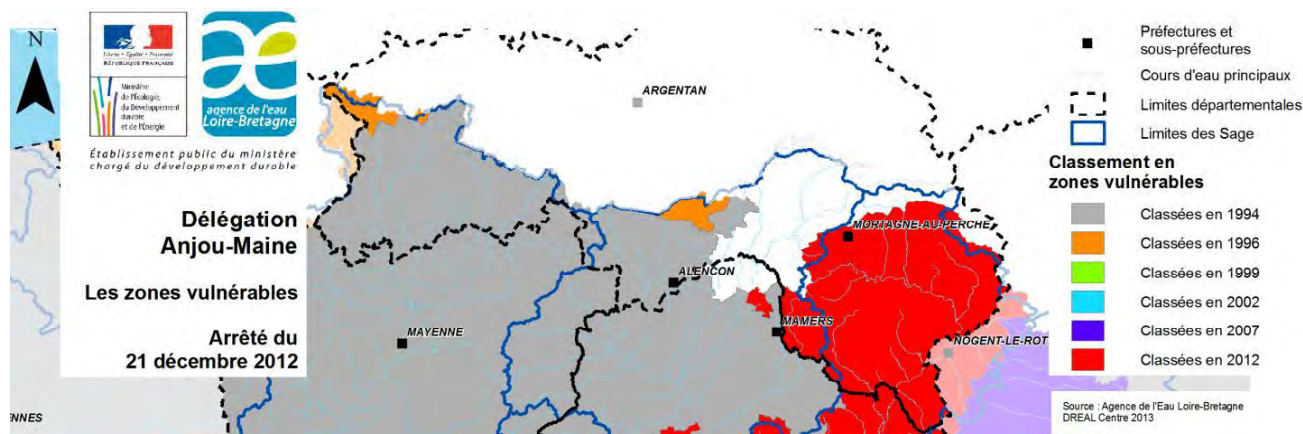 N
Liberté • Égalité • Fraternité
RÉPUBLIQUE FRANÇAISE
Ministère
de l'Écologie,
du Développement
durable
et de l'Énergie
agence de l'eau
Loire-Bretagne
Établissement public du ministère
chargé du développement durable
Délégation
Anjou-Maine
Les zones vulnérables
Arrêté du
21 décembre 2012
ARGENTAN
MORTAGNE-AU-PERCHE
ALENCON
MAYENNE
MAMERS
NOGENT-LE-ROT
ENNES
Préfectures et
sous-préfectures
Cours d'eau principaux
Limites départementales
Limites des Sage
Classement en
zones vulnérables
Classées en 1994
Classées en 1996
Classées en 1999
Classées en 2002
Classées en 2007
Classées en 2012
Source : Agence de l'Eau Loire-Bretagne
DREAL Centre 2013